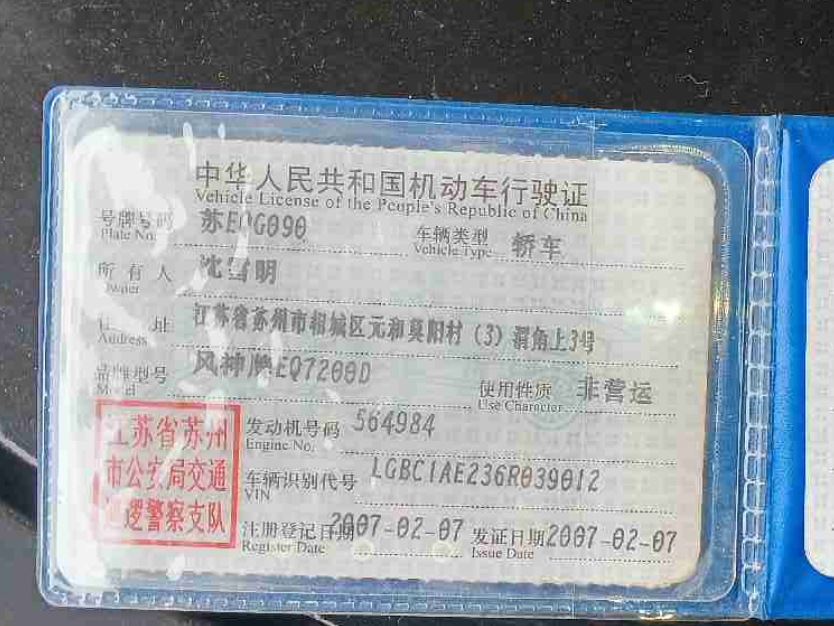 中华人民共和国机动车行驶证
Vehicle License of the People's Republic of China
号牌号码 苏E0G090 车辆类型 轿车
Plate No. Vehicle Type
所有人 沈雪明
Owner
住址 江苏省苏州市相城区元和莫阳村(3)渭角上3号
Address
品牌型号 风神牌EQ7200D 使用性质 非营运
Model Use Character
江苏省苏州
市公安局交通
巡逻警察支队
发动机号码 564984
Engine No.
车辆识别代号 LGBC1AE236R039012
VIN
注册登记日期 2007-02-07 发证日期 2007-02-07
Register Date Issue Date